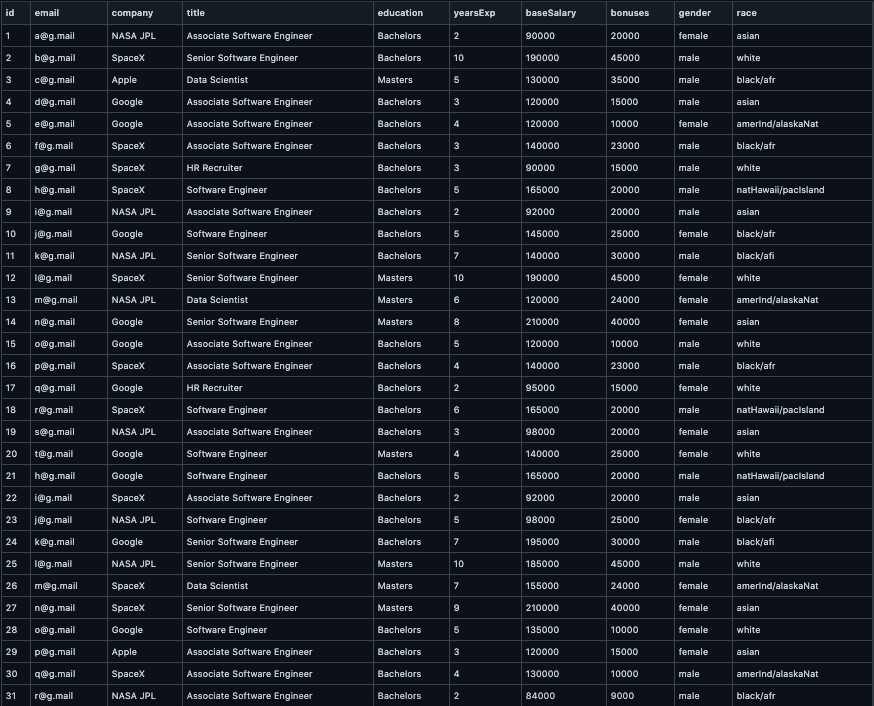 id email company title education yearsExp baseSalary bonuses gender race
1 a@g.mail NASA JPL Associate Software Engineer Bachelors 2 90000 20000 female asian
2 b@g.mail SpaceX Senior Software Engineer Bachelors 10 190000 45000 male white
3 c@g.mail Apple Data Scientist Masters 5 130000 35000 male black/afr
4 d@g.mail Google Associate Software Engineer Bachelors 3 120000 15000 male asian
5 e@g.mail Google Associate Software Engineer Bachelors 4 120000 10000 female amerInd/alaskaNat
6 f@g.mail SpaceX Associate Software Engineer Bachelors 3 140000 23000 male black/afr
7 g@g.mail SpaceX HR Recruiter Bachelors 3 90000 15000 male white
8 h@g.mail SpaceX Software Engineer Bachelors 5 165000 20000 male natHawaii/pacIsland
9 i@g.mail NASA JPL Associate Software Engineer Bachelors 2 92000 20000 male asian
10 j@g.mail Google Software Engineer Bachelors 5 145000 25000 female black/afr
11 k@g.mail NASA JPL Senior Software Engineer Bachelors 7 140000 30000 male black/afi
12 l@g.mail SpaceX Senior Software Engineer Masters 10 190000 45000 female white
13 m@g.mail NASA JPL Data Scientist Masters 6 120000 24000 female amerInd/alaskaNat
14 n@g.mail Google Senior Software Engineer Masters 8 210000 40000 female asian
15 o@g.mail Google Associate Software Engineer Bachelors 5 120000 10000 male white
16 p@g.mail SpaceX Associate Software Engineer Bachelors 4 140000 23000 male black/afr
17 q@g.mail Google HR Recruiter Bachelors 2 95000 15000 female white
18 r@g.mail SpaceX Software Engineer Bachelors 6 165000 20000 male natHawaii/pacIsland
19 s@g.mail NASA JPL Associate Software Engineer Bachelors 3 98000 20000 female asian
20 t@g.mail Google Software Engineer Masters 4 140000 25000 female white
21 h@g.mail Google Software Engineer Bachelors 5 165000 20000 male natHawaii/pacIsland
22 i@g.mail SpaceX Associate Software Engineer Bachelors 2 92000 20000 male asian
23 j@g.mail NASA JPL Software Engineer Bachelors 5 98000 25000 female black/afr
24 k@g.mail Google Senior Software Engineer Bachelors 7 195000 30000 male black/afi
25 l@g.mail NASA JPL Senior Software Engineer Masters 10 185000 45000 male white
26 m@g.mail SpaceX Data Scientist Masters 7 155000 24000 female amerInd/alaskaNat
27 n@g.mail SpaceX Senior Software Engineer Masters 9 210000 40000 female asian
28 o@g.mail Google Software Engineer Bachelors 5 135000 10000 female white
29 p@g.mail Apple Associate Software Engineer Bachelors 3 120000 15000 female asian
30 q@g.mail SpaceX Associate Software Engineer Bachelors 4 130000 10000 male amerInd/alaskaNat
31 r@g.mail NASA JPL Associate Software Engineer Bachelors 2 84000 9000 male black/afr